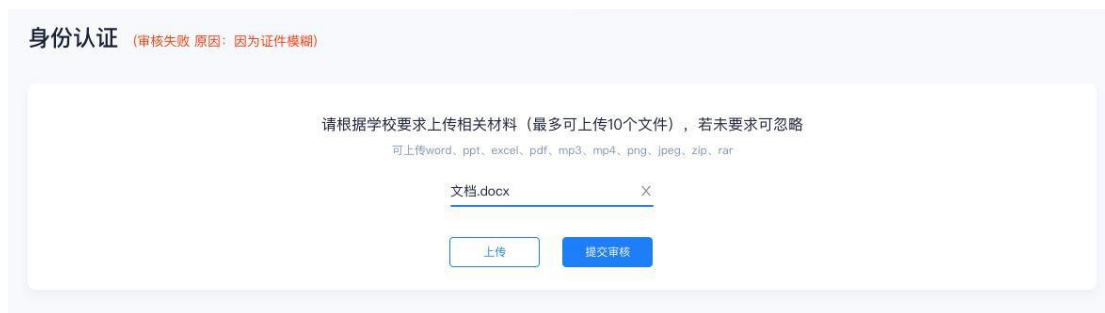 身份认证 (审核失败 原因：因为证件模糊)
请根据学校要求上传相关材料（最多可上传10个文件），若未要求可忽略
可上传word、ppt、excel、pdf、mp3、mp4、png、jpeg、zip、rar
文档.docx X
上传 提交审核